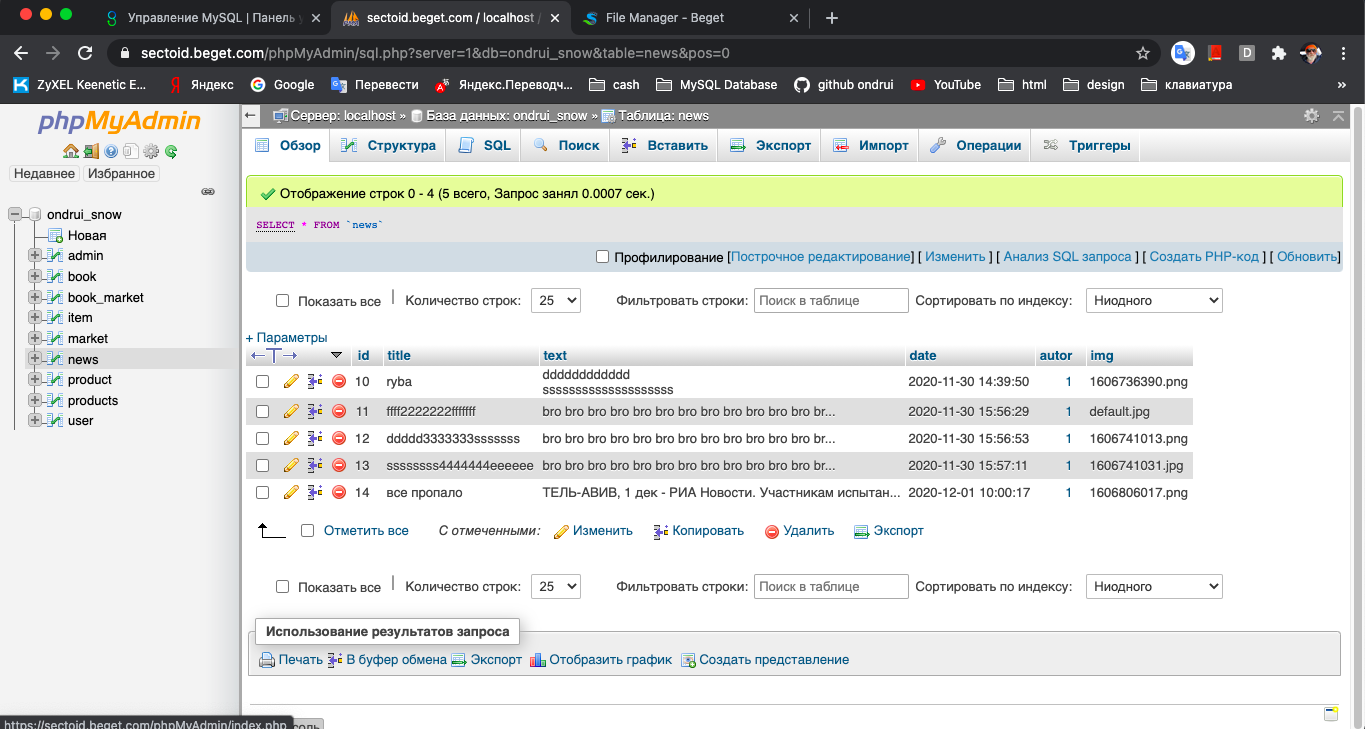 Управление MySQL | Панель у
sectoid.beget.com / localhost /
File Manager - Beget
sectoid.beget.com/phpMyAdmin/sql.php?server=1&db=ondrui_snow&table=news&pos=0
ZyXEL Keenetic E...
Яндекс
Google
Перевести
Яндекс.Переводч...
cash
MySQL Database
github ondrui
YouTube
html
design
клавиатура
»
phpMyAdmin
Недавнее
Избранное
ondrui_snow
Новая
admin
book
book_market
item
market
news
product
products
user
Сервер: localhost » База данных: ondrui_snow » Таблица: news
Обзор
Структура
SQL
Поиск
Вставить
Экспорт
Импорт
Операции
Триггеры
Отображение строк 0 - 4 (5 всего, Запрос занял 0.0007 сек.)
SELECT * FROM `news`
Профилирование [Построчное редактирование] [ Изменить ] [ Анализ SQL запроса ] [ Создать PHP-код ] [ Обновить]
Показать все | Количество строк: 25 Фильтровать строки: Поиск в таблице Сортировать по индексу: Ниодного
+ Параметры
←T→ id title text date autor img
10 ryba dddddddddddd 2020-11-30 14:39:50 1 1606736390.png
ssssssssssssssssssss
11 ffff2222222fffffff bro bro bro bro bro bro bro bro bro bro bro bro br... 2020-11-30 15:56:29 1 default.jpg
12 ddddd3333333sssssss bro bro bro bro bro bro bro bro bro bro bro bro br... 2020-11-30 15:56:53 1 1606741013.png
13 ssssssss4444444eeeeee bro bro bro bro bro bro bro bro bro bro bro bro br... 2020-11-30 15:57:11 1 1606741031.jpg
14 все пропало ТЕЛЬ-АВИВ, 1 дек - РИА Новости. Участникам испытан... 2020-12-01 10:00:17 1 1606806017.png
Отметить все С отмеченными: Изменить Копировать Удалить Экспорт
Показать все | Количество строк: 25 Фильтровать строки: Поиск в таблице Сортировать по индексу: Ниодного
Использование результатов запроса
Печать В буфер обмена Экспорт Отобразить график Создать представление
https://sectoid.beget.com/phpMyAdmin/index.php